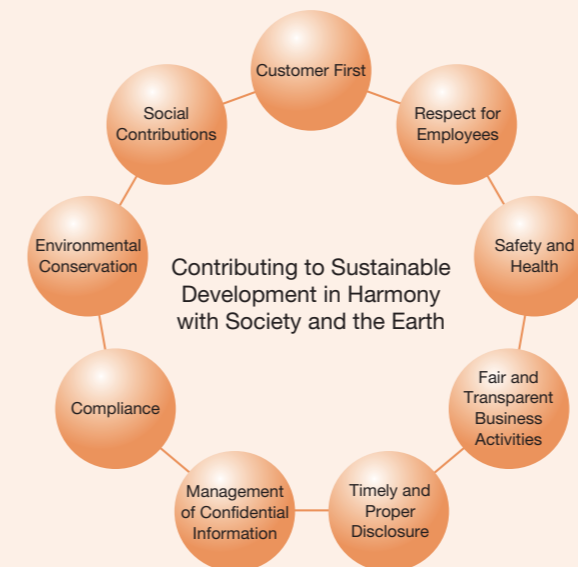 Customer First
Respect for
Employees
Safety and
Health
Fair and
Transparent
Business
Activities
Timely and
Proper
Disclosure
Management
of Confidential
Information
Compliance
Environmental
Conservation
Social
Contributions
Contributing to Sustainable
Development in Harmony
with Society and the Earth